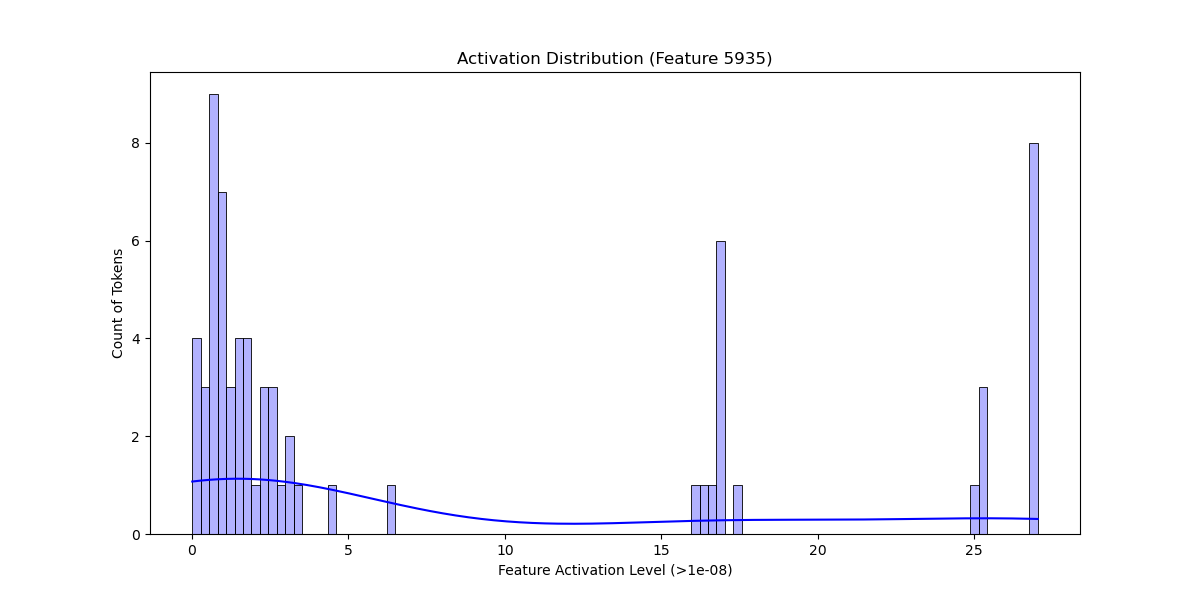 Activation Distribution (Feature 5935)
Count of Tokens
8
6
4
2
0
0 5 10 15 20 25
Feature Activation Level (>1e-08)